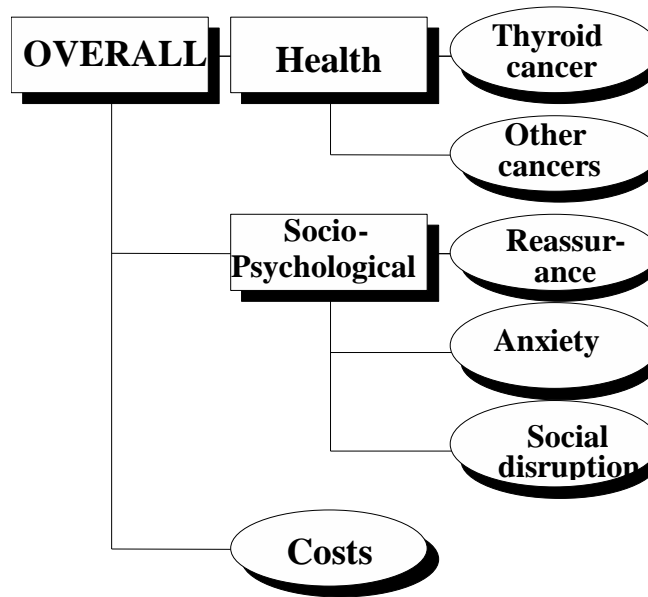 OVERALL
Health
Thyroid
cancer
Other
cancers
Socio-
Psychological
Reassur-
ance
Anxiety
Social
disruption
Costs